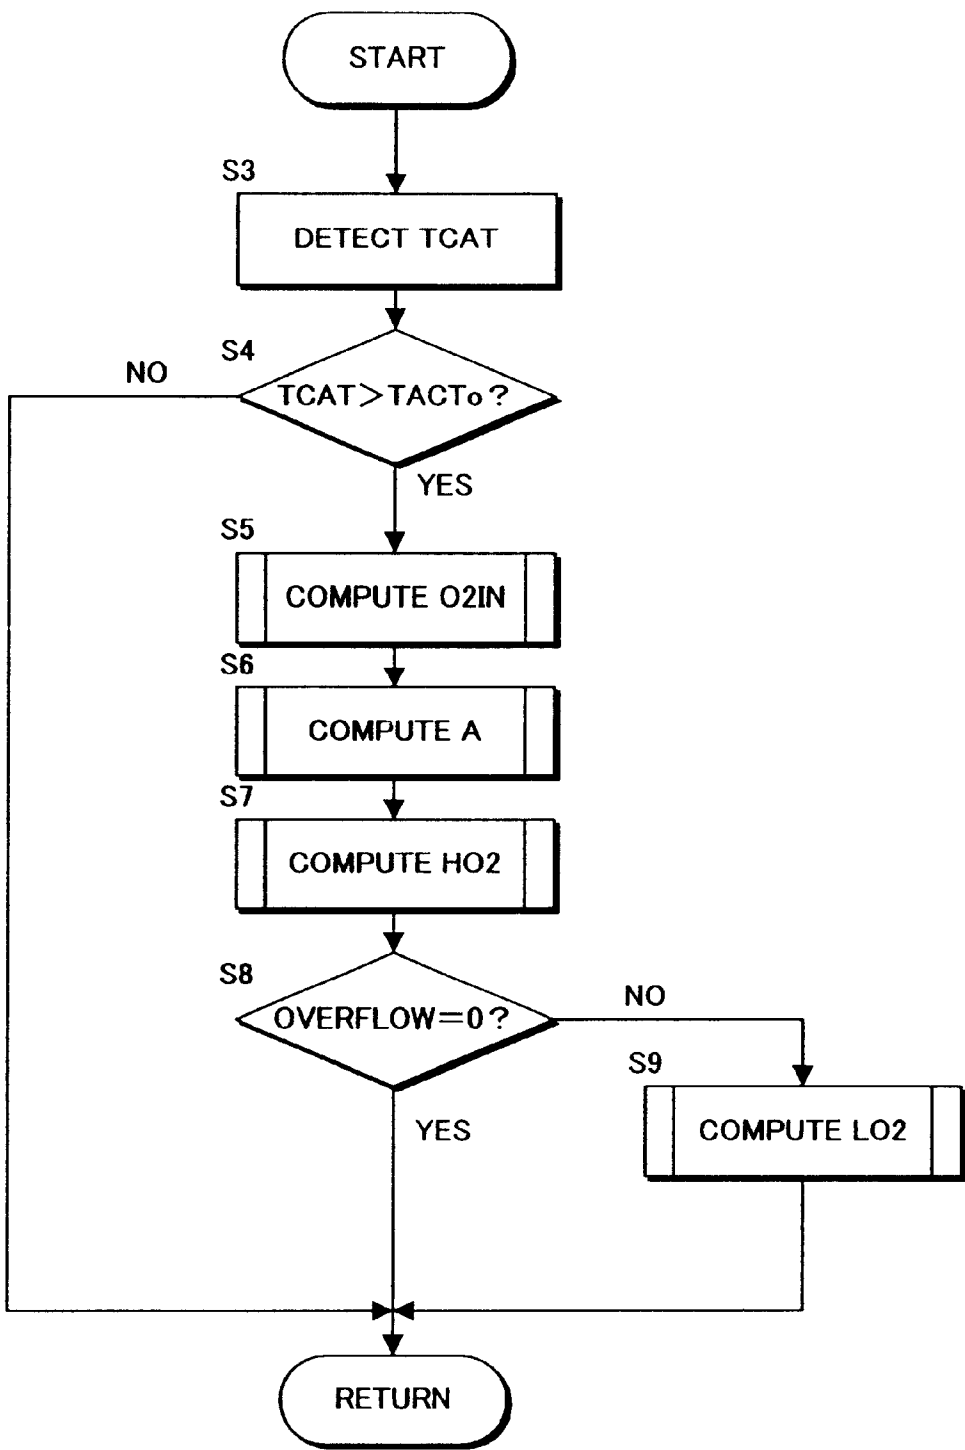 START
S3
DETECT TCAT
S4
NO
TCAT>TACTo?
YES
S5
COMPUTE O2IN
S6
COMPUTE A
S7
COMPUTE HO2
S8
OVERFLOW=0?
NO
YES
S9
COMPUTE LO2
RETURN